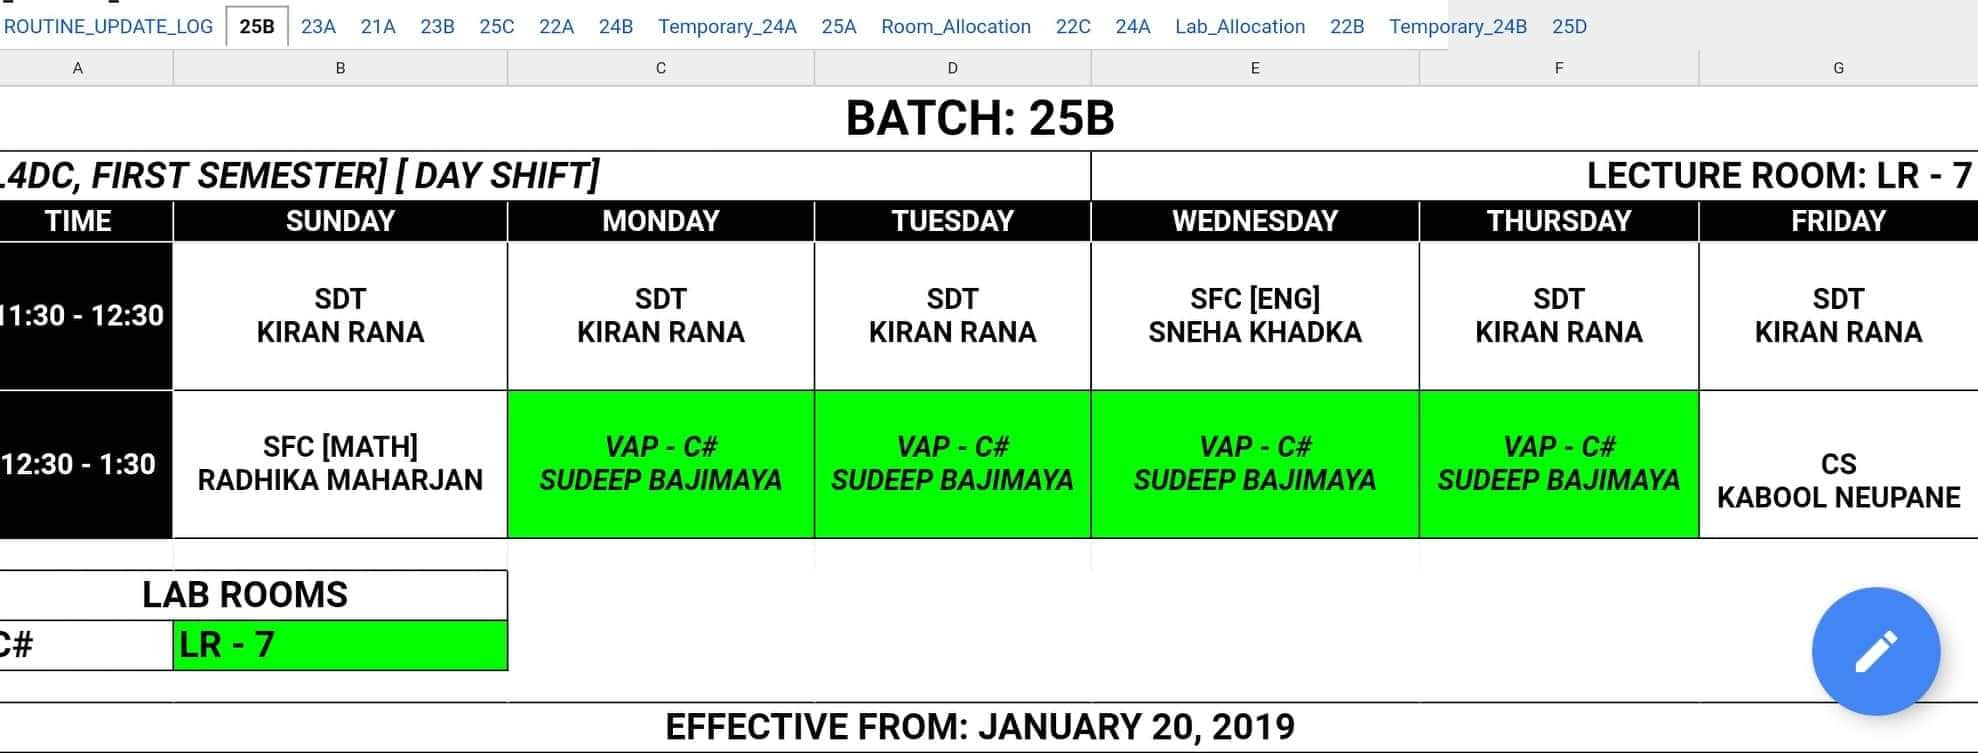 ROUTINE_UPDATE_LOG 25B 23A 21A 23B 25C 22A 24B Temporary_24A 25A Room_Allocation 22C 24A Lab_Allocation 22B Temporary_24B 25D
A B C D E F G
BATCH: 25B
L4DC, FIRST SEMESTER] [ DAY SHIFT] LECTURE ROOM: LR - 7
TIME SUNDAY MONDAY TUESDAY WEDNESDAY THURSDAY FRIDAY
11:30 - 12:30
SDT
KIRAN RANA
SDT
KIRAN RANA
SDT
KIRAN RANA
SFC [ENG]
SNEHA KHADKA
SDT
KIRAN RANA
SDT
KIRAN RANA
12:30 - 1:30
SFC [MATH]
RADHIKA MAHARJAN
VAP - C#
SUDEEP BAJIMAYA
VAP - C#
SUDEEP BAJIMAYA
VAP - C#
SUDEEP BAJIMAYA
VAP - C#
SUDEEP BAJIMAYA
CS
KABOOL NEUPANE
LAB ROOMS
C# LR - 7
EFFECTIVE FROM: JANUARY 20, 2019